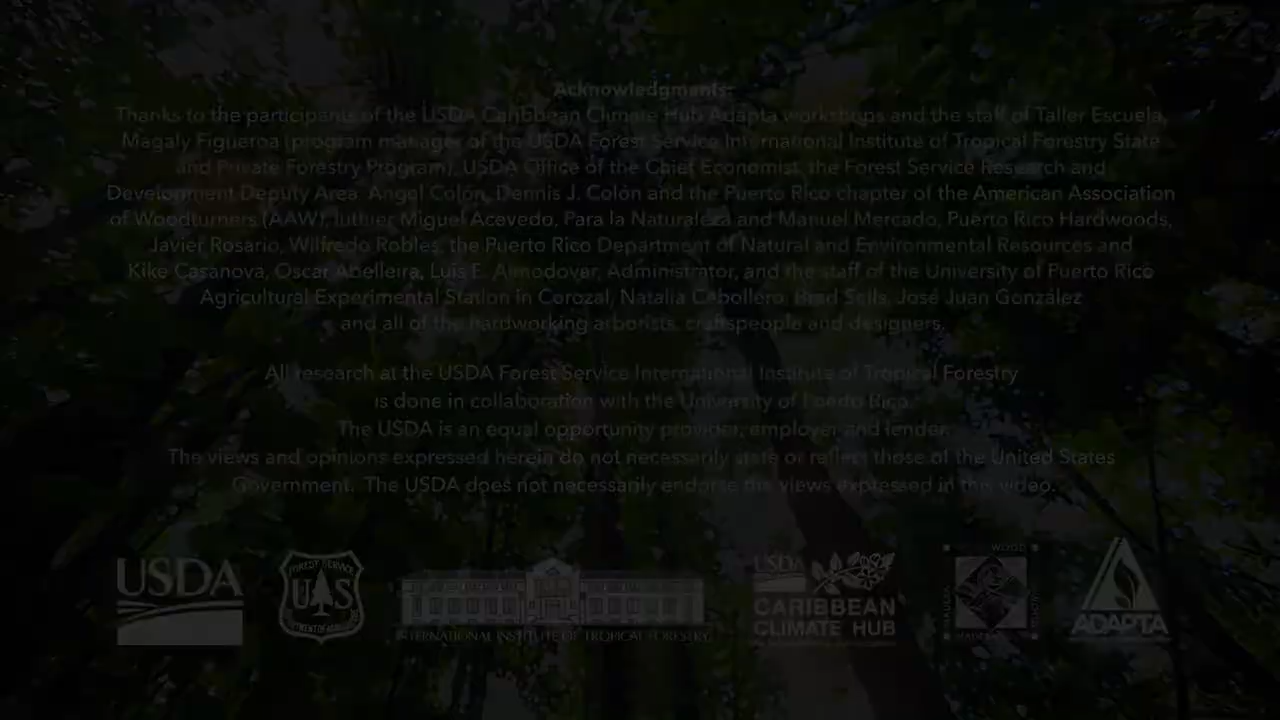 Acknowledgments:
Thanks to the participants of the USDA Caribbean Climate Hub Adapta workshops and the staff of Taller Escuela,
Magaly Figueroa (program manager of the USDA Forest Service International Institute of Tropical Forestry State
and Private Forestry Program), USDA Office of the Chief Economist, the Forest Service Research and
Development Deputy Area, Angel Colón, Dennis J. Colón and the Puerto Rico chapter of the American Association
of Woodturners (AAW), luthier Miguel Acevedo, Para la Naturaleza and Manuel Mercado, Puerto Rico Hardwoods,
Javier Rosario, Wilfredo Robles, the Puerto Rico Department of Natural and Environmental Resources and
Kike Casanova, Oscar Abelleira, Luis E. Almodovar, Administrator, and the staff of the University of Puerto Rico
Agricultural Experimental Station in Corozal, Natalia Cabollero, Brad Sells, José Juan González
and all of the hardworking arborists, craftspeople and designers.
All research at the USDA Forest Service International Institute of Tropical Forestry
is done in collaboration with the University of Puerto Rico.
The USDA is an equal opportunity provider, employer and lender.
The views and opinions expressed herein do not necessarily state or reflect those of the United States
Government. The USDA does not necessarily endorse the views expressed in this video.
USDA
FOREST SERVICE
U S
DEPARTMENT OF AGRICULTURE
INTERNATIONAL INSTITUTE OF TROPICAL FORESTRY
USDA
CARIBBEAN
CLIMATE HUB
WOOD
ADAPTA